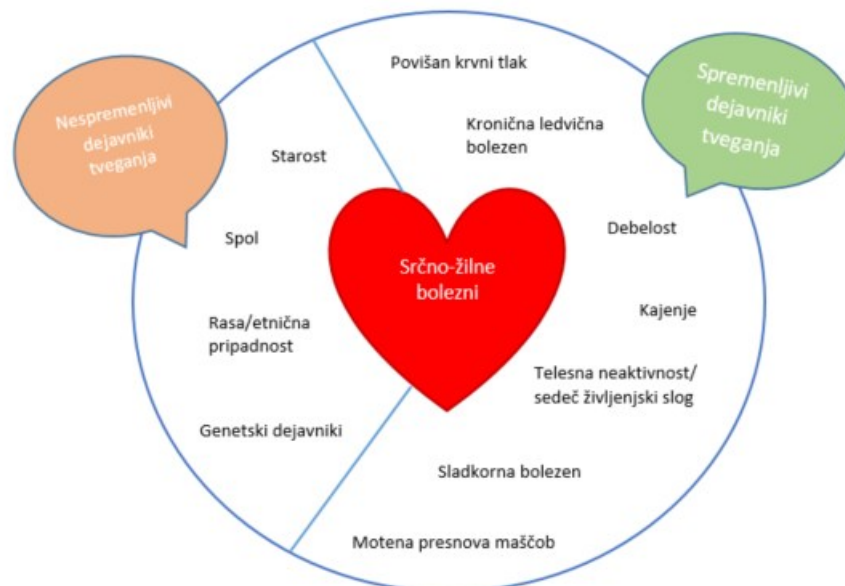 Nespremenljivi
dejavniki
tveganja
Starost
Spol
Rasa/etnična
pripadnost
Genetski dejavniki
Srčno-žilne
bolezni
Spremenljivi
dejavniki
tveganja
Povišan krvni tlak
Kronična ledvična
bolezen
Debelost
Kajenje
Telesna neaktivnost/
sedeč življenjski slog
Sladkorna bolezen
Motena presnova maščob